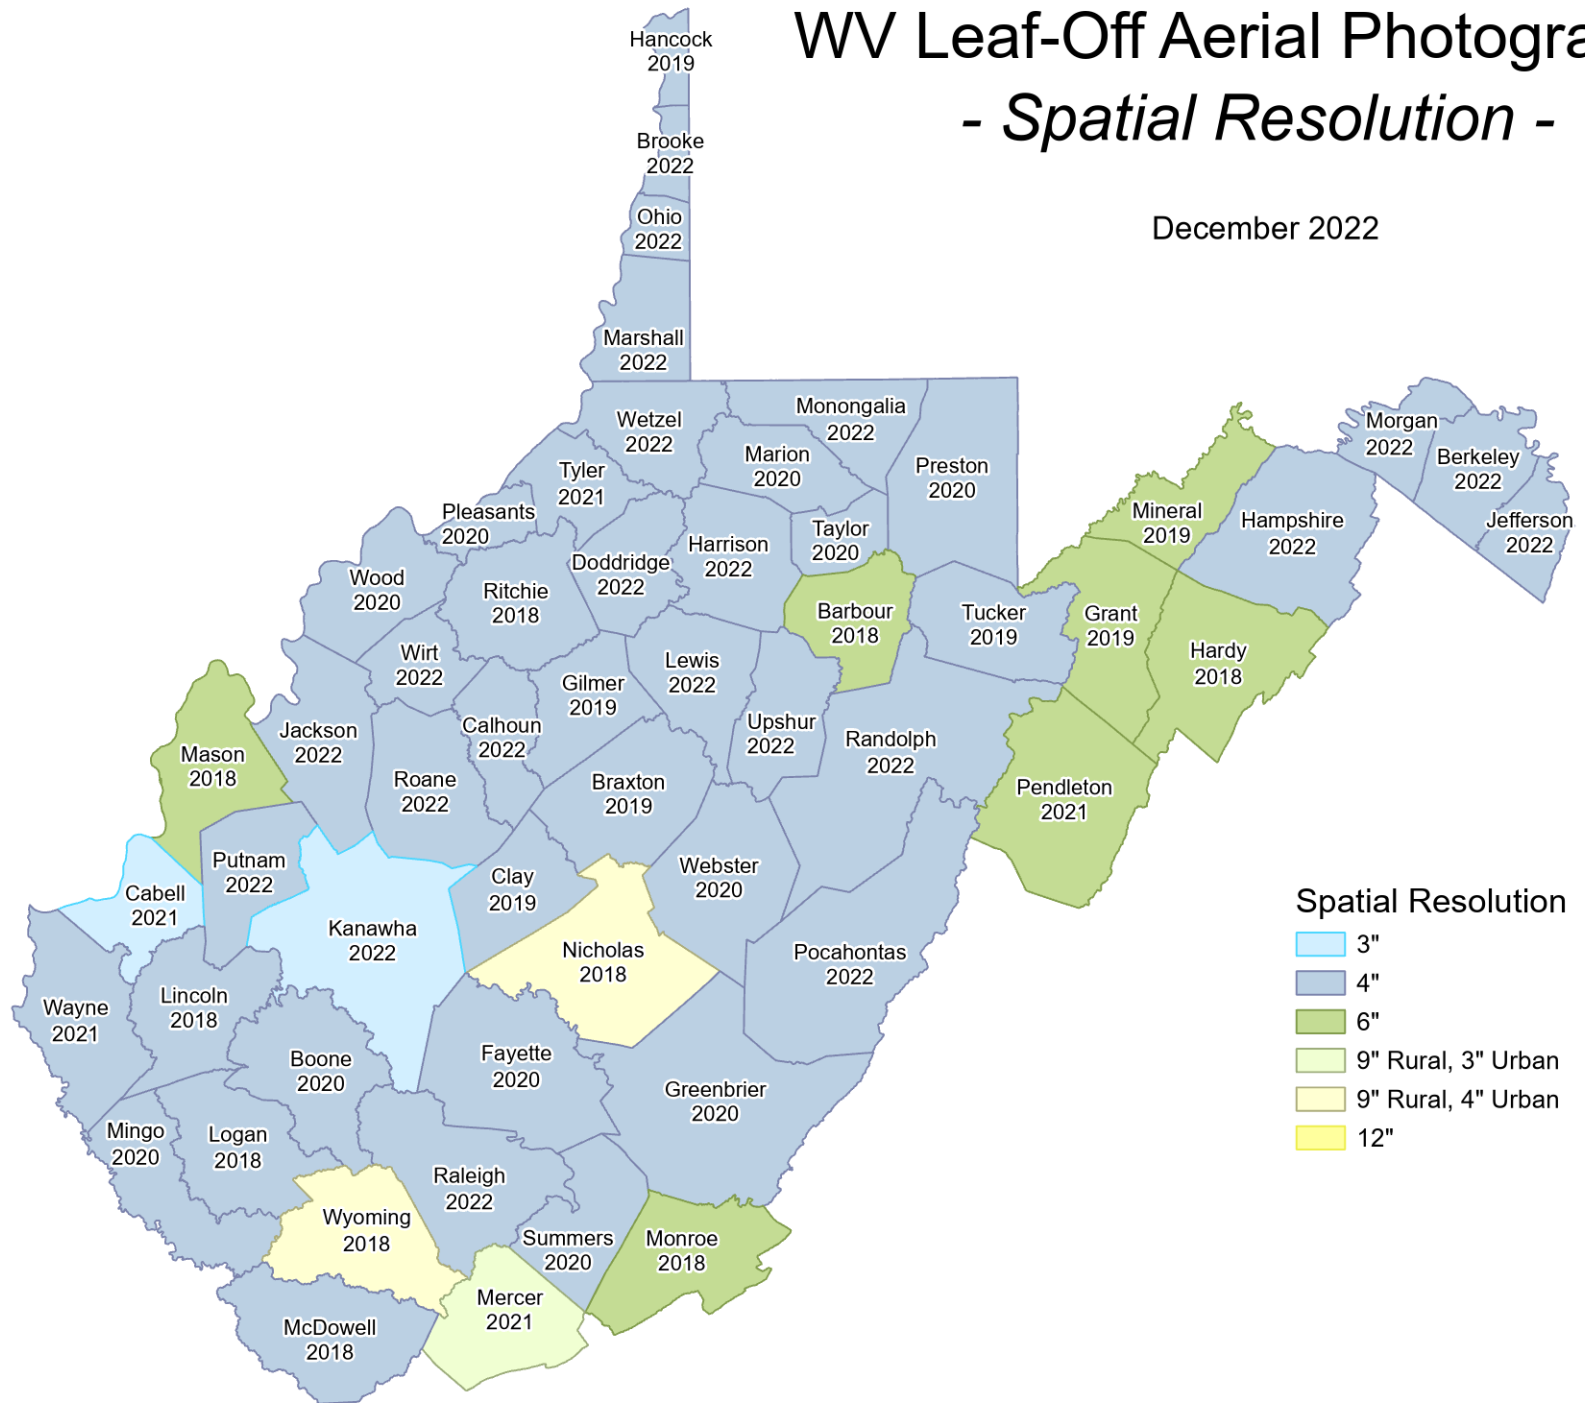 WV Leaf-Off Aerial Photogra
- Spatial Resolution -
December 2022
Hancock
2019
Brooke
2022
Ohio
2022
Marshall
2022
Wetzel
2022
Monongalia
2022
Marion
2020
Preston
2020
Tyler
2021
Pleasants
2020
Taylor
2020
Harrison
2022
Doddridge
2022
Wood
2020
Ritchie
2018
Barbour
2018
Tucker
2019
Mineral
2019
Grant
2019
Hampshire
2022
Hardy
2018
Morgan
2022
Berkeley
2022
Jefferson
2022
Wirt
2022
Lewis
2022
Gilmer
2019
Calhoun
2022
Upshur
2022
Randolph
2022
Pendleton
2021
Jackson
2022
Mason
2018
Roane
2022
Braxton
2019
Putnam
2022
Cabell
2021
Kanawha
2022
Clay
2019
Webster
2020
Nicholas
2018
Pocahontas
2022
Wayne
2021
Lincoln
2018
Boone
2020
Fayette
2020
Greenbrier
2020
Mingo
2020
Logan
2018
Raleigh
2022
Wyoming
2018
Summers
2020
Monroe
2018
Mercer
2021
McDowell
2018
Spatial Resolution
3"
4"
6"
9" Rural, 3" Urban
9" Rural, 4" Urban
12"